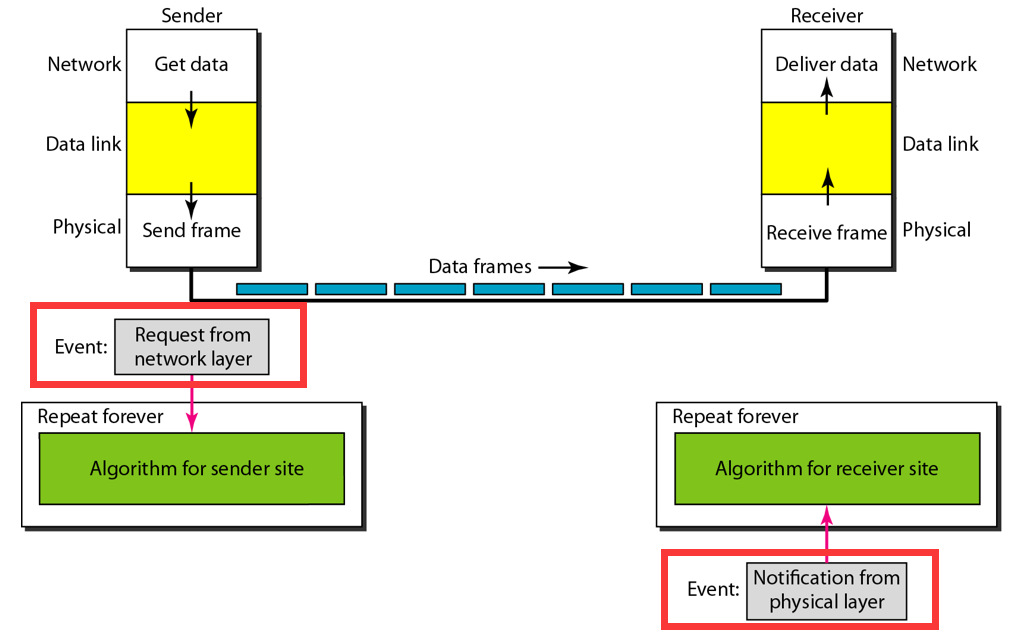 Sender
Receiver
Network
Get data
Deliver data
Network
Data link
Data link
Physical
Send frame
Receive frame
Physical
Data frames
Event:
Request from
network layer
Repeat forever
Algorithm for sender site
Repeat forever
Algorithm for receiver site
Event:
Notification from
physical layer